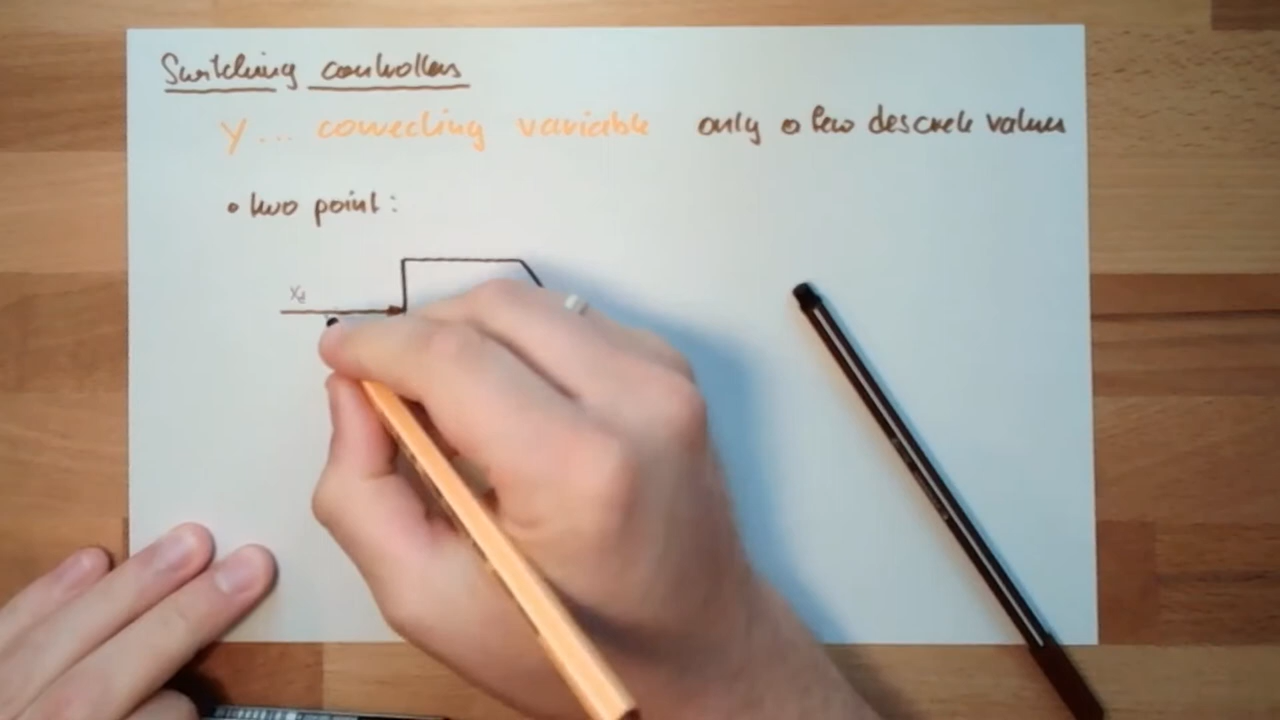 Switching controllers
y... correcting variable only a few descrete values
• two point:
xd